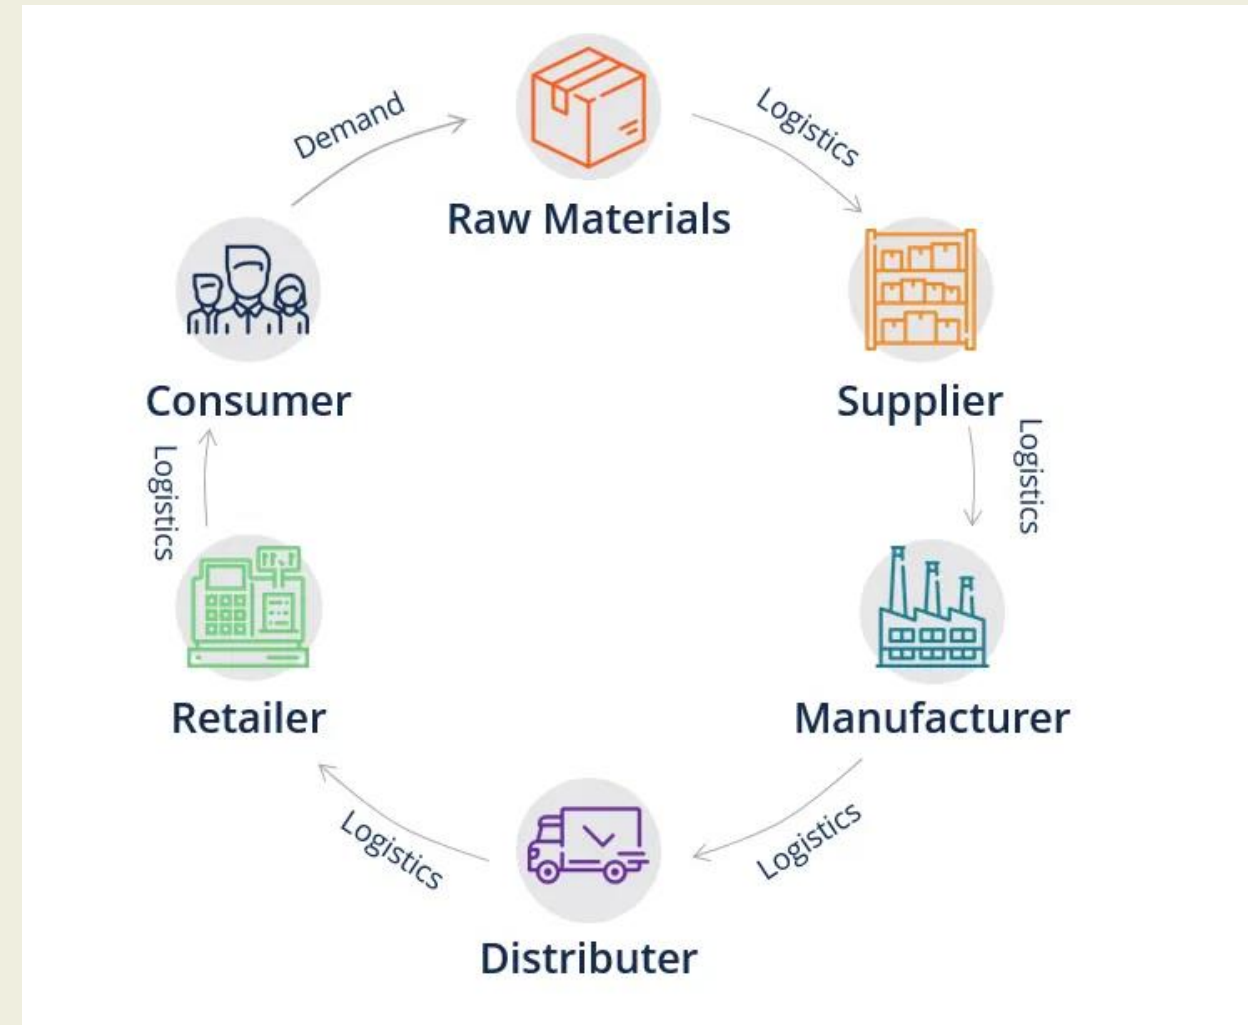 Demand
Logistics
Raw Materials
Consumer
Supplier
Logistics
Logistics
Retailer
Manufacturer
Logistics
Logistics
Distributer